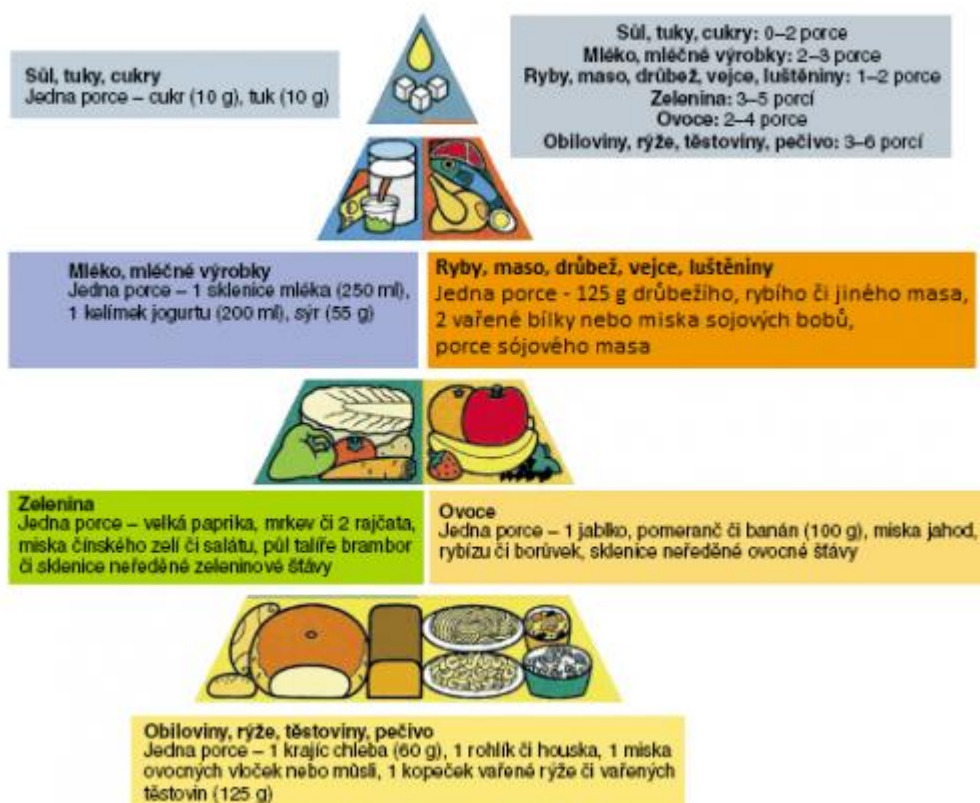 Sůl, tuky, cukry
Jedna porce – cukr (10 g), tuk (10 g)
Sůl, tuky, cukry: 0–2 porce
Mléko, mléčné výrobky: 2–3 porce
Ryby, maso, drůbež, vejce, luštěniny: 1–2 porce
Zelenina: 3–5 porcí
Ovoce: 2–4 porce
Obiloviny, rýže, těstoviny, pečivo: 3–6 porcí
Mléko, mléčné výrobky
Jedna porce – 1 sklenice mléka (250 ml),
1 kelímek jogurtu (200 ml), sýr (55 g)
Ryby, maso, drůbež, vejce, luštěniny
Jedna porce - 125 g drůbežího, rybího či jiného masa,
2 vařené bílky nebo miska sojových bobů,
porce sójového masa
Zelenina
Jedna porce – velká paprika, mrkev či 2 rajčata,
miska čínského zelí či salátu, půl talíře brambor
či sklenice neředěné zeleninové šťávy
Ovoce
Jedna porce – 1 jablko, pomeranč či banán (100 g), miska jahod,
rybízu či borůvek, sklenice neředěné ovocné šťávy
Obiloviny, rýže, těstoviny, pečivo
Jedna porce – 1 krajíc chleba (60 g), 1 rohlík či houska, 1 miska
ovocných vloček nebo müsli, 1 kopeček vařené rýže či vařených
těstovin (125 g)